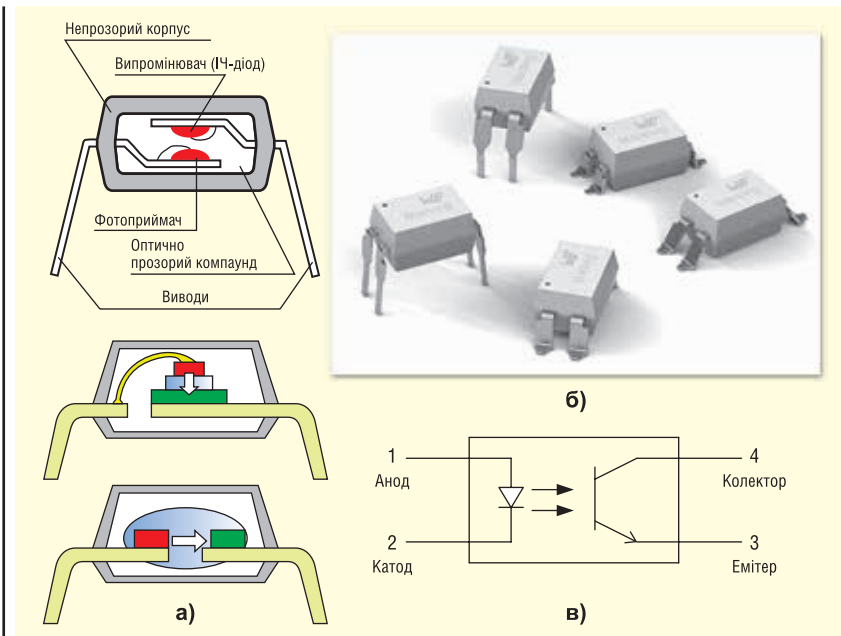 Непрозорий корпус
Випромінювач (ІЧ-діод)
Фотоприймач
Оптично
прозорий компаунд
Виводи
а)
б)
1
Анод
2
Катод
4
Колектор
3
Емітер
в)